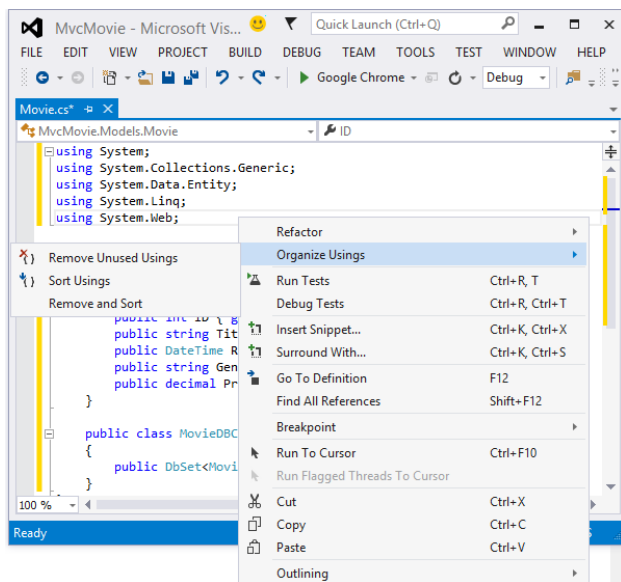 MvcMovie - Microsoft Vis...
Quick Launch (Ctrl+Q)
FILE EDIT VIEW PROJECT BUILD DEBUG TEAM TOOLS TEST WINDOW HELP
Google Chrome Debug
Movie.cs*
MvcMovie.Models.Movie ID
using System;
using System.Collections.Generic;
using System.Data.Entity;
using System.Linq;
using System.Web;
Refactor
Organize Usings
Remove Unused Usings
Sort Usings
Remove and Sort
Run Tests Ctrl+R, T
Debug Tests Ctrl+R, Ctrl+T
Insert Snippet... Ctrl+K, Ctrl+X
Surround With... Ctrl+K, Ctrl+S
Go To Definition F12
Find All References Shift+F12
Breakpoint
Run To Cursor Ctrl+F10
Run Flagged Threads To Cursor
Cut Ctrl+X
Copy Ctrl+C
Paste Ctrl+V
Outlining
public int ID { g
public string Tit
public DateTime R
public string Gen
public decimal Pr
}
public class MovieDBC
{
public DbSet<Movi
}
100 %
Ready